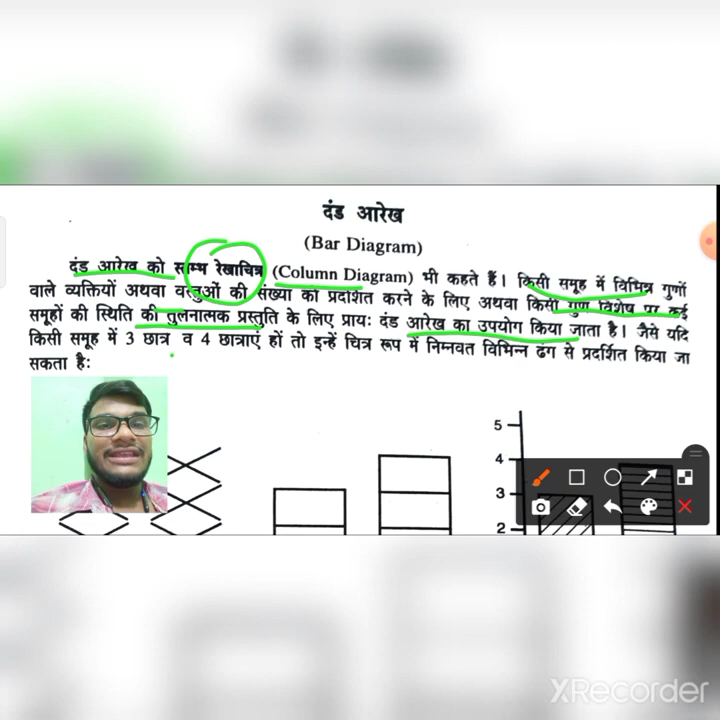 दंड आरेख
(Bar Diagram)
दंड आरेख को साम्भ रेखाचित्र (Column Diagram) भी कहते हैं। किसी समूह में विभिन्न गुणों
वाले व्यक्तियों अथवा वस्तुओं की संख्या को प्रदर्शित करने के लिए अथवा किसी गुण विशेष पर कई
समूहों की स्थिति की तुलनात्मक प्रस्तुति के लिए प्रायः दंड आरेख का उपयोग किया जाता है। जैसे यदि
किसी समूह में 3 छात्र व 4 छात्राएं हों तो इन्हें चित्र रूप में निम्नवत विभिन्न ढंग से प्रदर्शित किया जा
सकता है:
5
4
3
2
XRecorder